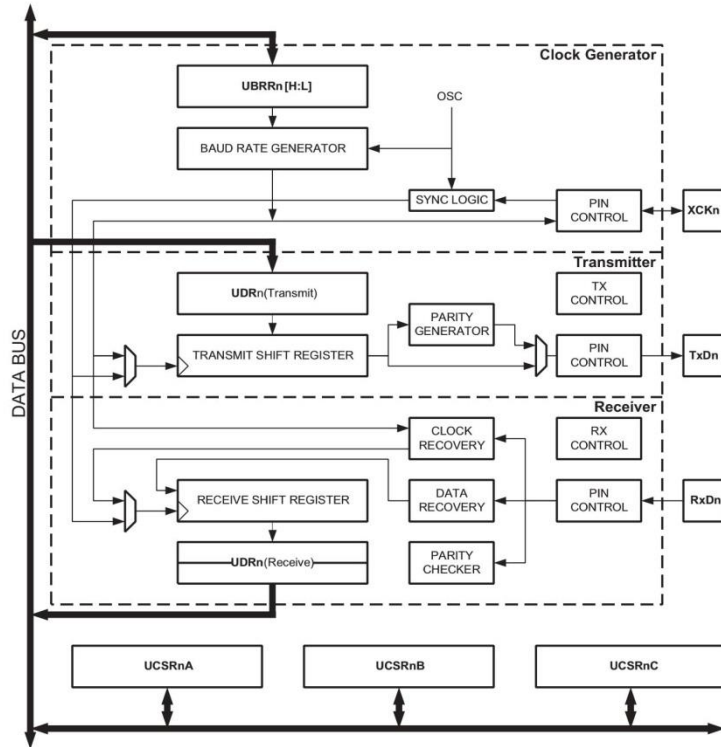 Clock Generator
UBRRn [H:L]
OSC
BAUD RATE GENERATOR
SYNC LOGIC
PIN
CONTROL
XCKn
Transmitter
UDRn(Transmit)
TX
CONTROL
PARITY
GENERATOR
TRANSMIT SHIFT REGISTER
PIN
CONTROL
TxDn
DATA BUS
Receiver
CLOCK
RECOVERY
RX
CONTROL
RECEIVE SHIFT REGISTER
DATA
RECOVERY
PIN
CONTROL
RxDn
UDRn(Receive)
PARITY
CHECKER
UCSRnA
UCSRnB
UCSRnC